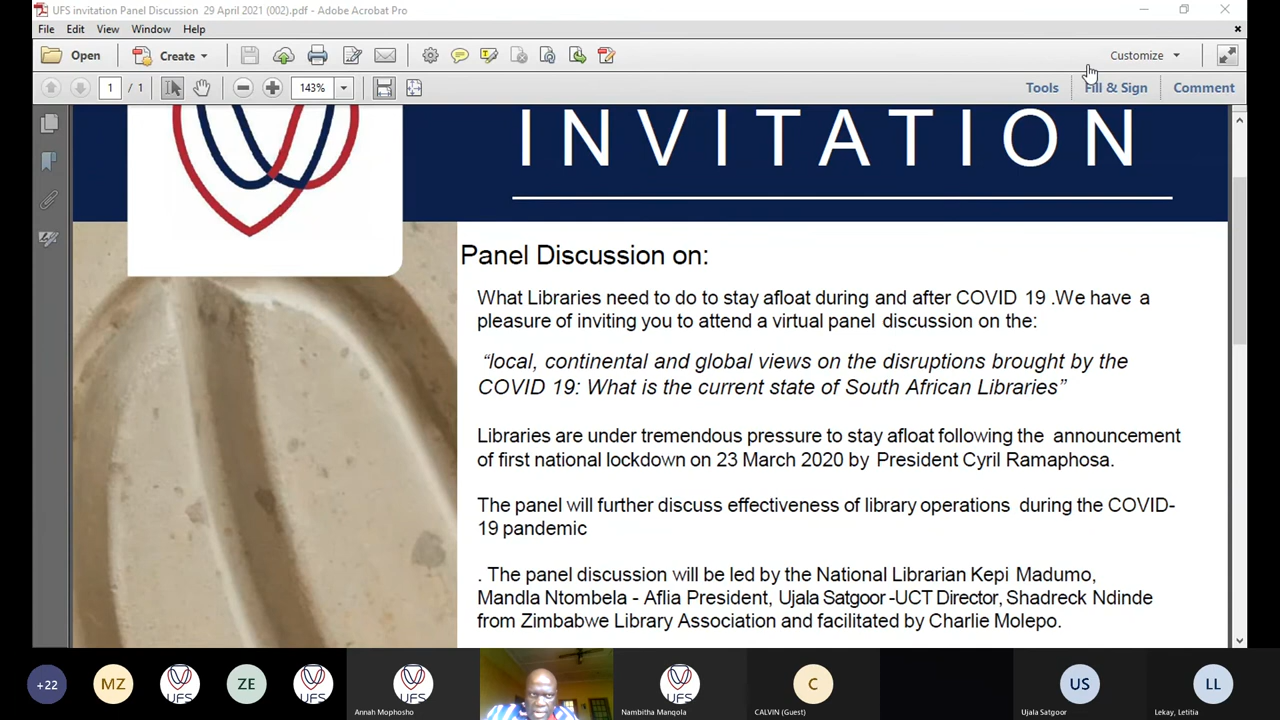 UFS invitation Panel Discussion 29 April 2021 (002).pdf - Adobe Acrobat Pro
File Edit View Window Help
Open Create Customize
1 / 1 143% Tools Fill & Sign Comment
INVITATION
Panel Discussion on:
What Libraries need to do to stay afloat during and after COVID 19 .We have a
pleasure of inviting you to attend a virtual panel discussion on the:
“local, continental and global views on the disruptions brought by the
COVID 19: What is the current state of South African Libraries”
Libraries are under tremendous pressure to stay afloat following the announcement
of first national lockdown on 23 March 2020 by President Cyril Ramaphosa.
The panel will further discuss effectiveness of library operations during the COVID-
19 pandemic
. The panel discussion will be led by the National Librarian Kepi Madumo,
Mandla Ntombela - Aflia President, Ujala Satgoor -UCT Director, Shadreck Ndinde
from Zimbabwe Library Association and facilitated by Charlie Molepo.
+22 MZ UFS ZE UFS UFS UFS C US LL
Annah Mophosho Nambitha Manqola CALVIN (Guest) Ujala Satgoor Lekay, Letitia